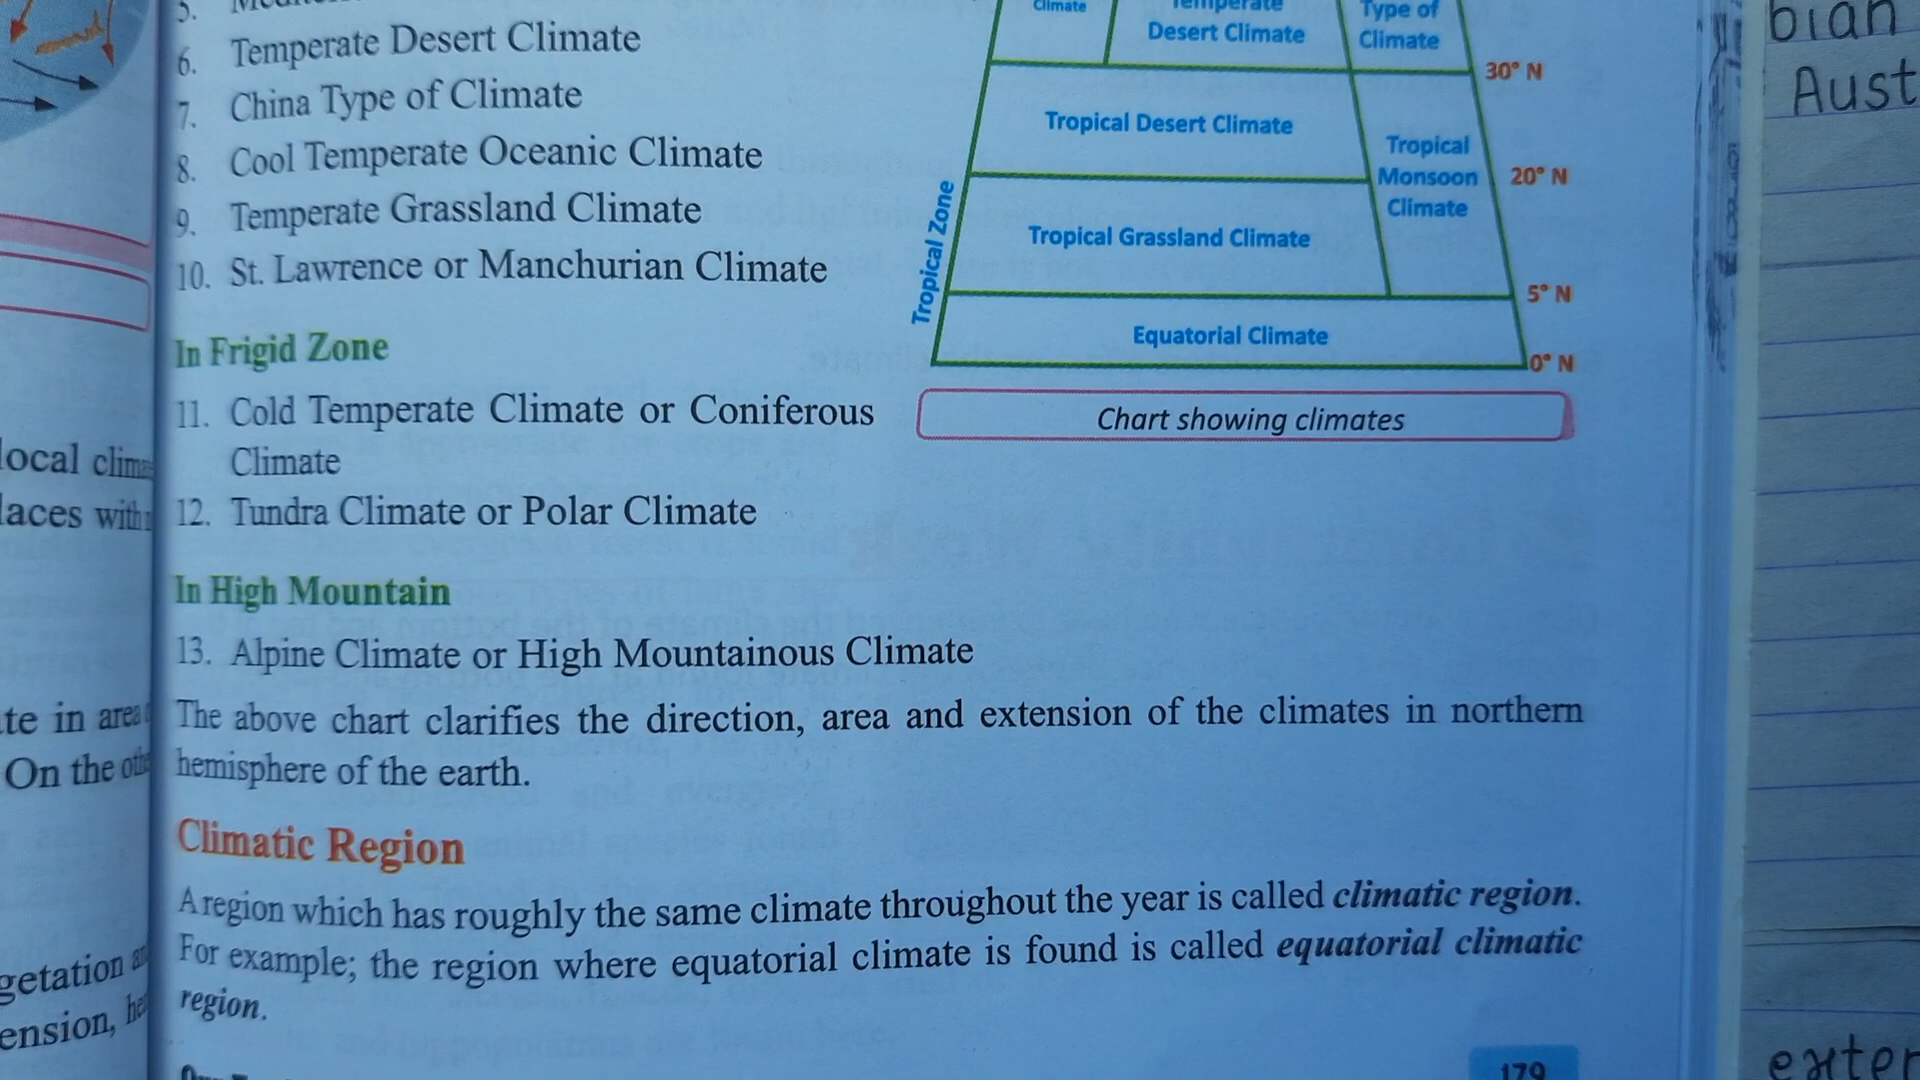 5.
6. Temperate Desert Climate
7. China Type of Climate
8. Cool Temperate Oceanic Climate
9. Temperate Grassland Climate
10. St. Lawrence or Manchurian Climate
In Frigid Zone
11. Cold Temperate Climate or Coniferous
Climate
12. Tundra Climate or Polar Climate
In High Mountain
13. Alpine Climate or High Mountainous Climate
Climate
Temperate
Desert Climate
Type of
Climate
30° N
Tropical Desert Climate
Tropical
Monsoon
Climate
20° N
Tropical Zone
Tropical Grassland Climate
5° N
Equatorial Climate
0° N
Chart showing climates
The above chart clarifies the direction, area and extension of the climates in northern
hemisphere of the earth.
Climatic Region
A region which has roughly the same climate throughout the year is called climatic region.
For example; the region where equatorial climate is found is called equatorial climatic
region.
179
local
laces with
te in area
On the
getation
ension,
bian
Aust
exter